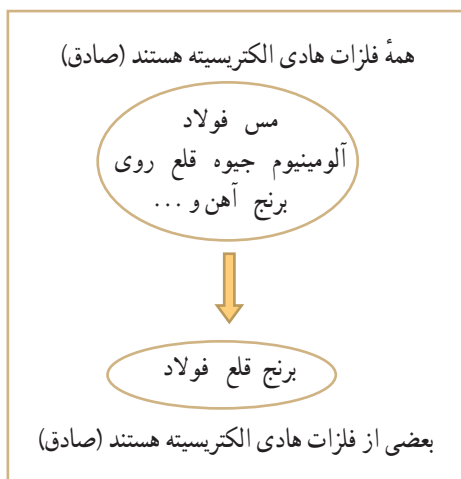 همهٔ فلزات هادی الکتریسیته هستند (صادق)
مس فولاد
آلومینیوم جیوه قلع روی
برنج آهن و ...
برنج قلع فولاد
بعضی از فلزات هادی الکتریسیته هستند (صادق)